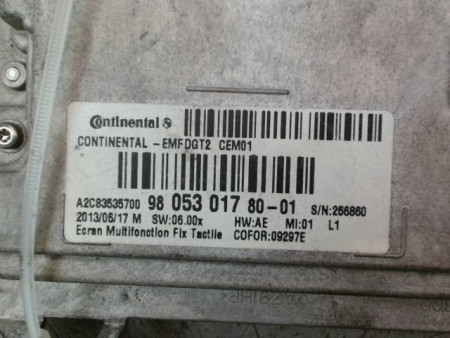 Continental
CONTINENTAL -EMFDGT2 CEM01
A2C83535700 98 053 017 80-01 S/N:266860
2013/06/17 M SW:06.00x HW:AE MI:01 L1
Ecran Multifonction Fix Tactile COFOR:09297E